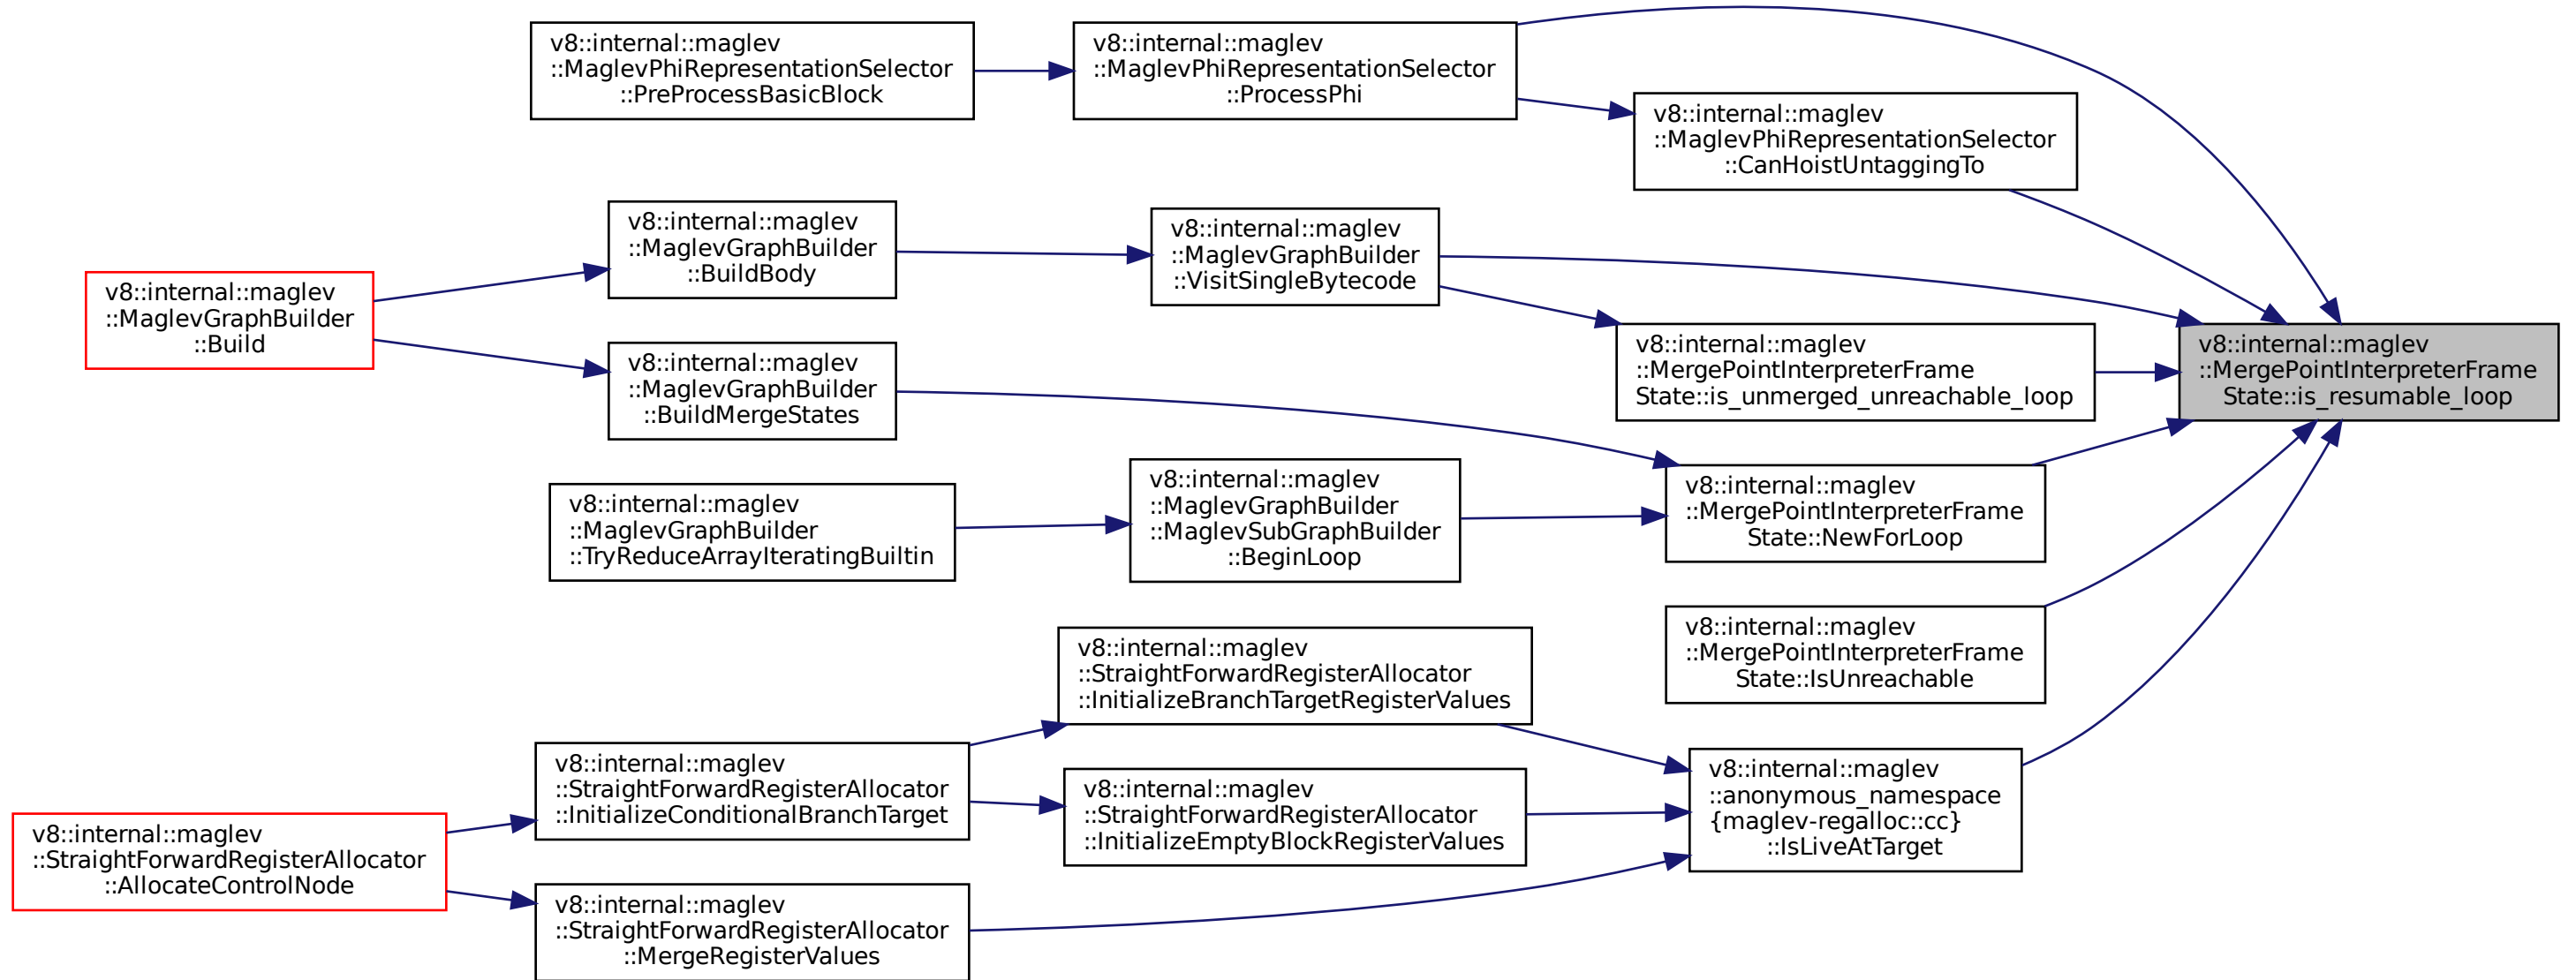 v8::internal::maglev
::MaglevPhiRepresentationSelector
::PreProcessBasicBlock
v8::internal::maglev
::MaglevPhiRepresentationSelector
::ProcessPhi
v8::internal::maglev
::MaglevPhiRepresentationSelector
::CanHoistUntaggingTo
v8::internal::maglev
::MaglevGraphBuilder
::Build
v8::internal::maglev
::MaglevGraphBuilder
::BuildBody
v8::internal::maglev
::MaglevGraphBuilder
::VisitSingleBytecode
v8::internal::maglev
::MergePointInterpreterFrame
State::is_unmerged_unreachable_loop
v8::internal::maglev
::MergePointInterpreterFrame
State::is_resumable_loop
v8::internal::maglev
::MaglevGraphBuilder
::BuildMergeStates
v8::internal::maglev
::MaglevGraphBuilder
::TryReduceArrayIteratingBuiltin
v8::internal::maglev
::MaglevGraphBuilder
::MaglevSubGraphBuilder
::BeginLoop
v8::internal::maglev
::MergePointInterpreterFrame
State::NewForLoop
v8::internal::maglev
::MergePointInterpreterFrame
State::IsUnreachable
v8::internal::maglev
::StraightForwardRegisterAllocator
::InitializeBranchTargetRegisterValues
v8::internal::maglev
::StraightForwardRegisterAllocator
::InitializeConditionalBranchTarget
v8::internal::maglev
::StraightForwardRegisterAllocator
::InitializeEmptyBlockRegisterValues
v8::internal::maglev
::anonymous_namespace
{maglev-regalloc::cc}
::IsLiveAtTarget
v8::internal::maglev
::StraightForwardRegisterAllocator
::AllocateControlNode
v8::internal::maglev
::StraightForwardRegisterAllocator
::MergeRegisterValues